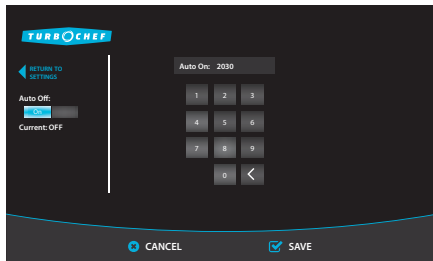 TURBOCHEF
RETURN TO
SETTINGS
Auto Off:
On
Current: OFF
Auto On: 2030
1 2 3
4 5 6
7 8 9
0 <
CANCEL
SAVE